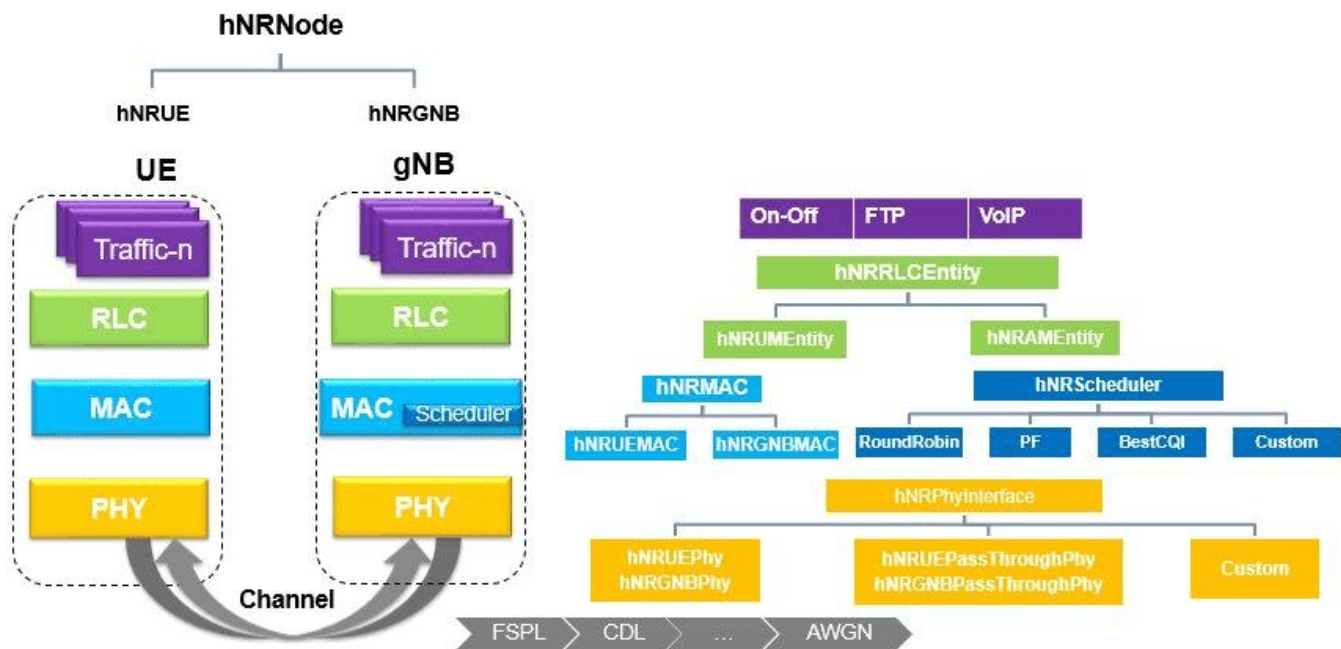 hNRNode
hNRUE
hNRGNB
UE
gNB
Traffic-n
RLC
MAC
PHY
Traffic-n
RLC
MAC
Scheduler
PHY
Channel
On-Off
FTP
VoIP
hNRRLCEntity
hNRUMEntity
hNRAMEntity
hNRMAC
hNRUEMAC
hNRGNBMAC
hNRScheduler
RoundRobin
PF
BestCQI
Custom
hNRPhyInterface
hNRUEPhy
hNRGNBPhy
hNRUEPassThroughPhy
hNRGNBPassThroughPhy
Custom
FSPL
CDL
...
AWGN